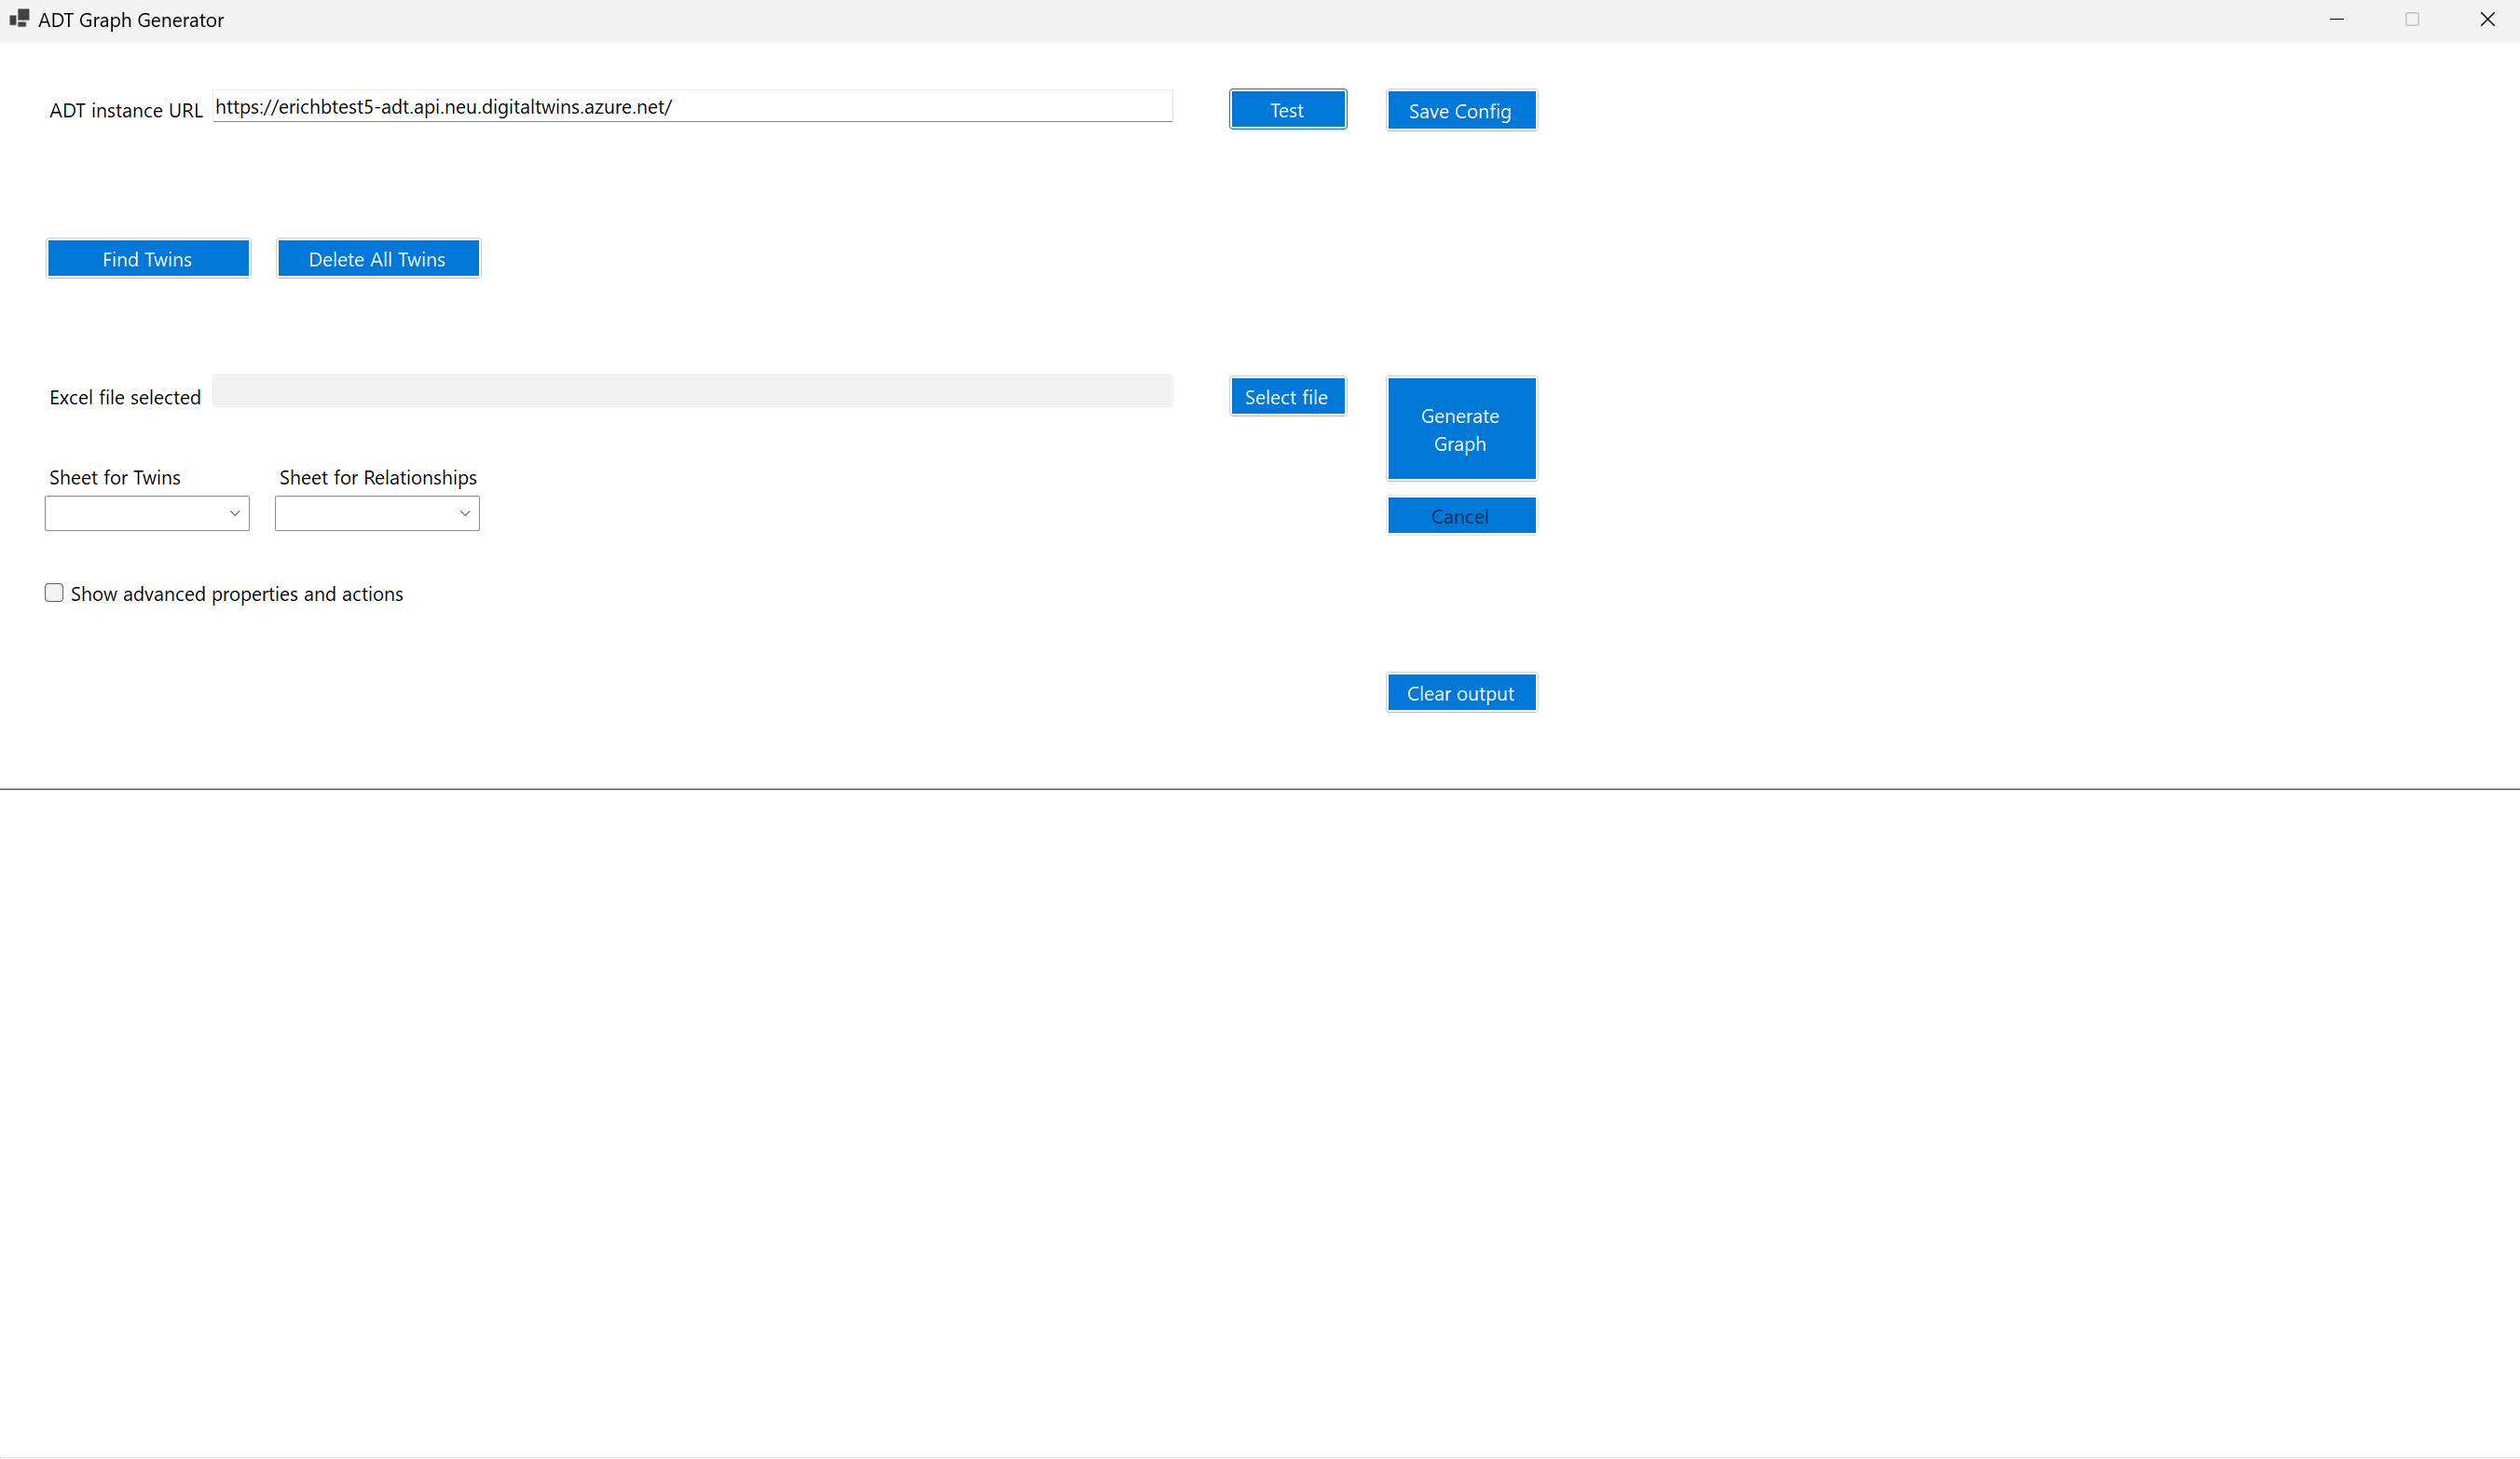 ADT Graph Generator
ADT instance URL https://erichbtest5-adt.api.neu.digitaltwins.azure.net/ Test Save Config
Find Twins Delete All Twins
Excel file selected Select file
Generate
Graph
Sheet for Twins Sheet for Relationships
Cancel
Show advanced properties and actions
Clear output